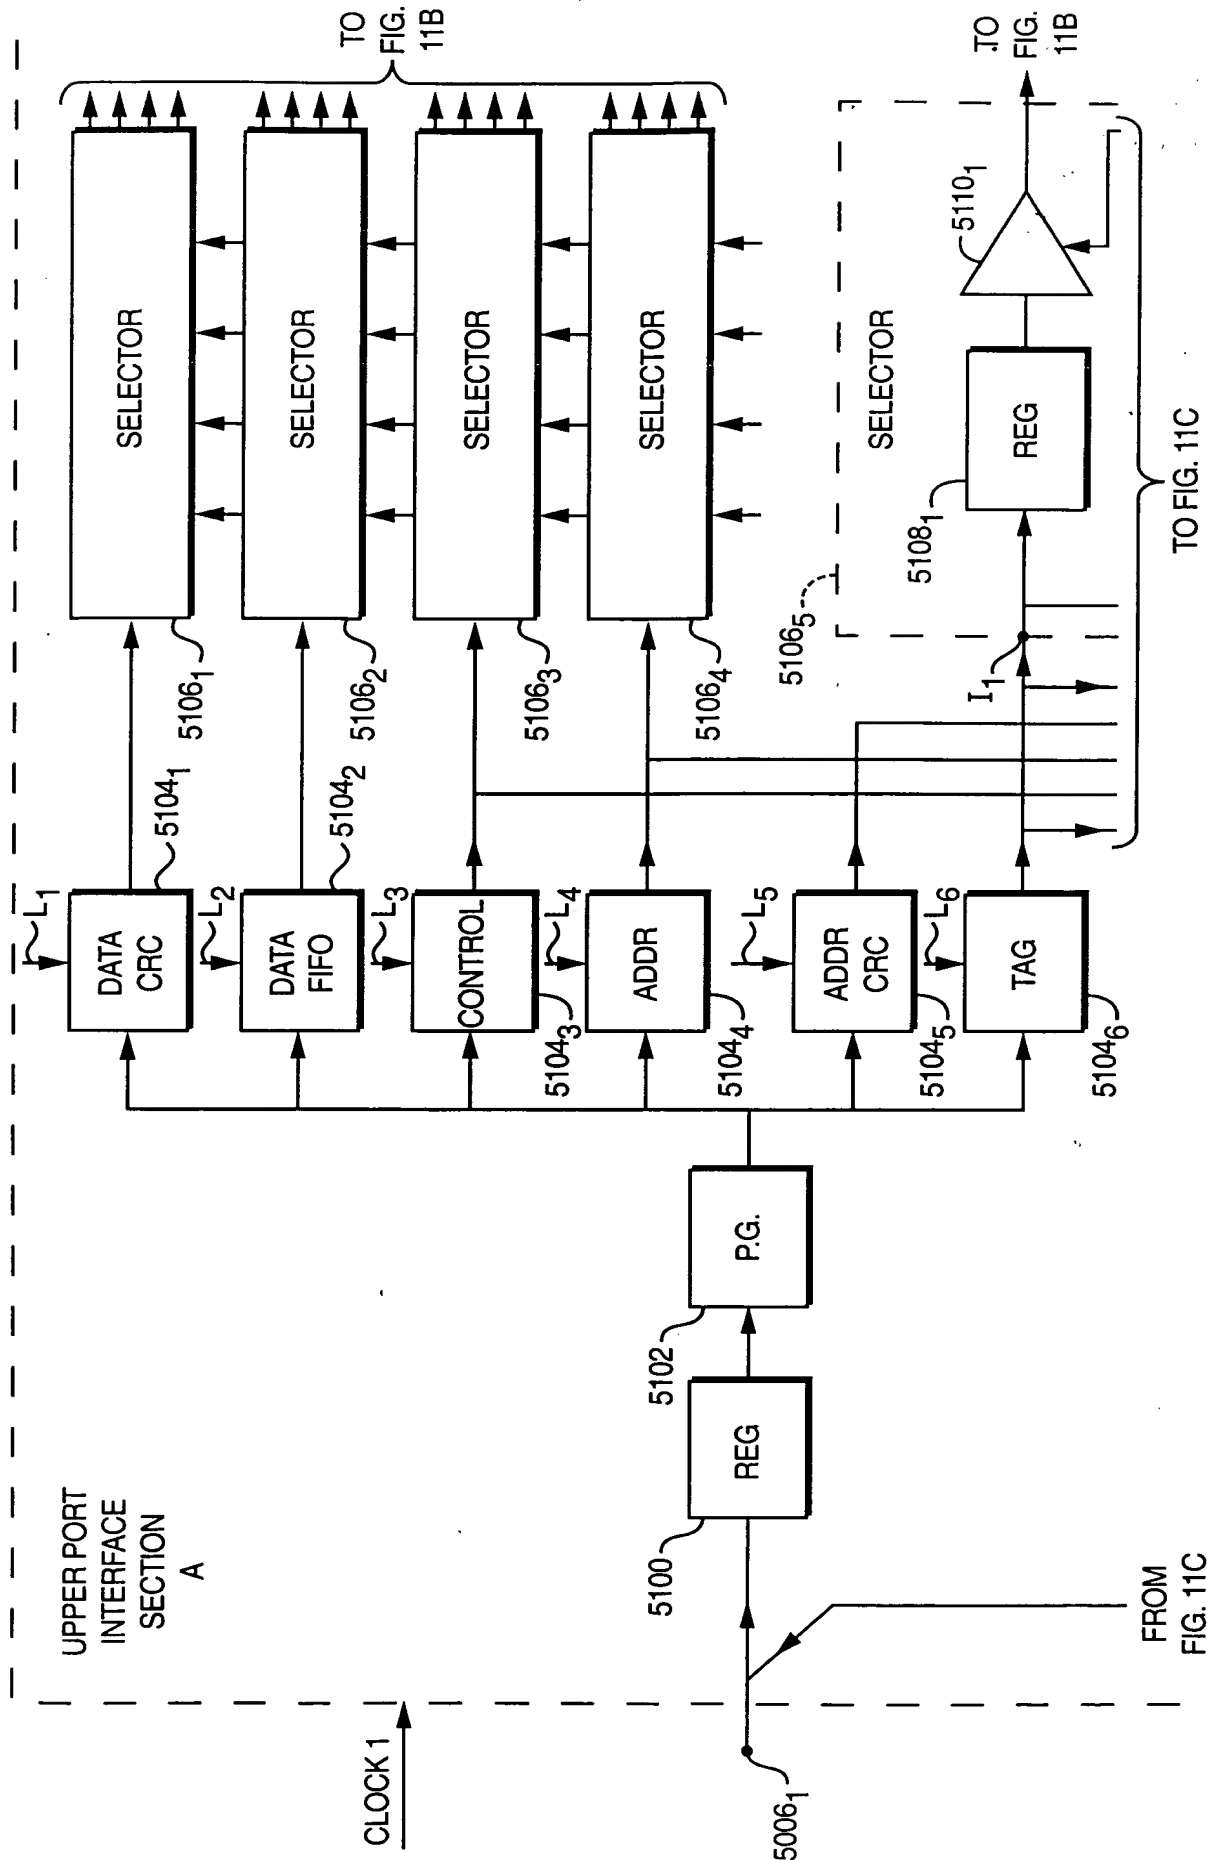 UPPER PORT
INTERFACE
SECTION
A
CLOCK 1
5006₁
FROM
FIG. 11C
5100
REG
5102
P.G.
L₁
DATA
CRC
5104₁
L₂
DATA
FIFO
5104₂
L₃
CONTROL
5104₃
L₄
ADDR
5104₄
L₅
ADDR
CRC
5104₅
L₆
TAG
5104₆
SELECTOR
5106₁
SELECTOR
5106₂
SELECTOR
5106₃
SELECTOR
5106₄
TO
FIG.
11B
5106₅
SELECTOR
I₁
5108₁
REG
5110₁
TO
FIG.
11B
TO FIG. 11C